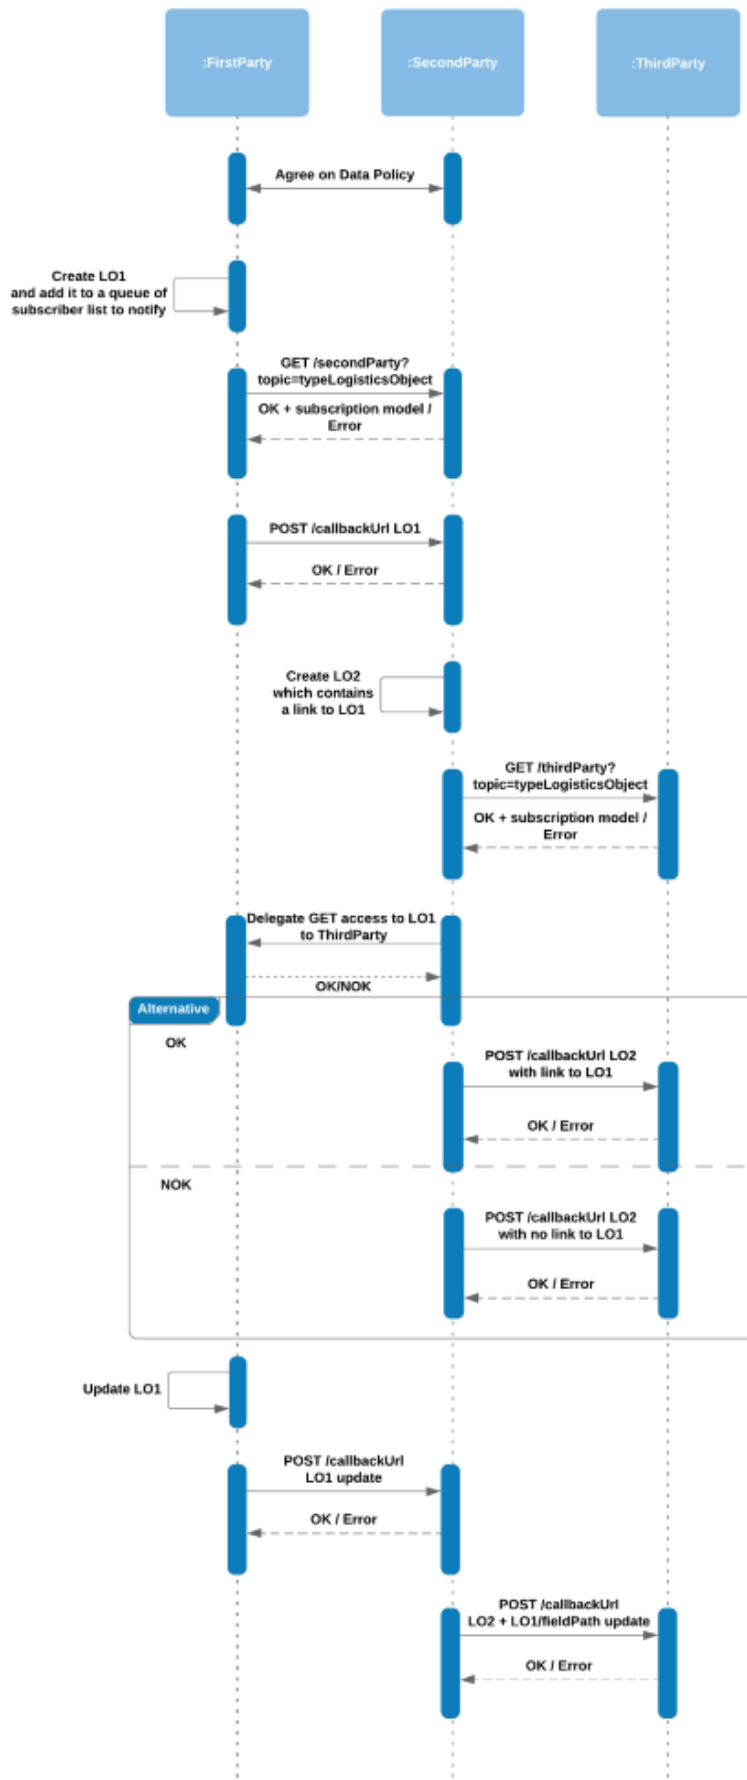 :FirstParty
:SecondParty
:ThirdParty
Agree on Data Policy
Create LO1
and add it to a queue of
subscriber list to notify
GET /secondParty?
topic=typeLogisticsObject
OK + subscription model /
Error
POST /callbackUrl LO1
OK / Error
Create LO2
which contains
a link to LO1
GET /thirdParty?
topic=typeLogisticsObject
OK + subscription model /
Error
Delegate GET access to LO1
to ThirdParty
OK/NOK
Alternative
OK
POST /callbackUrl LO2
with link to LO1
OK / Error
NOK
POST /callbackUrl LO2
with no link to LO1
OK / Error
Update LO1
POST /callbackUrl
LO1 update
OK / Error
POST /callbackUrl
LO2 + LO1/fieldPath update
OK / Error